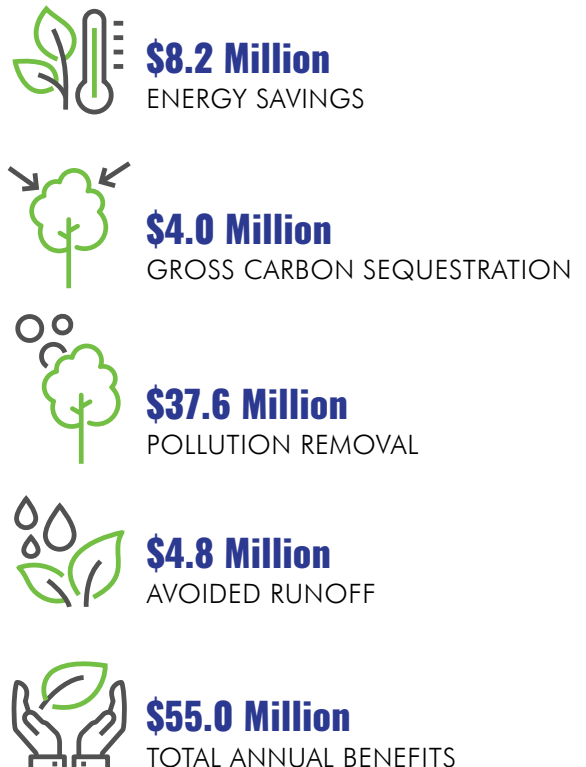 $8.2 Million
ENERGY SAVINGS
$4.0 Million
GROSS CARBON SEQUESTRATION
$37.6 Million
POLLUTION REMOVAL
$4.8 Million
AVOIDED RUNOFF
$55.0 Million
TOTAL ANNUAL BENEFITS